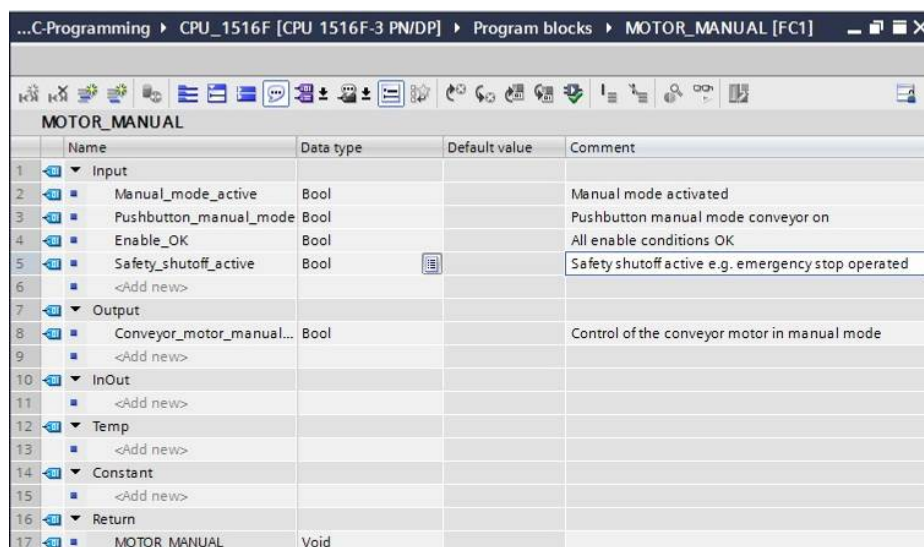 ...C-Programming ▸ CPU_1516F [CPU 1516F-3 PN/DP] ▸ Program blocks ▸ MOTOR_MANUAL [FC1]
MOTOR_MANUAL
Name Data type Default value Comment
1 Input
2 Manual_mode_active Bool Manual mode activated
3 Pushbutton_manual_mode Bool Pushbutton manual mode conveyor on
4 Enable_OK Bool All enable conditions OK
5 Safety_shutoff_active Bool Safety shutoff active e.g. emergency stop operated
6 <Add new>
7 Output
8 Conveyor_motor_manual... Bool Control of the conveyor motor in manual mode
9 <Add new>
10 InOut
11 <Add new>
12 Temp
13 <Add new>
14 Constant
15 <Add new>
16 Return
17 MOTOR_MANUAL Void